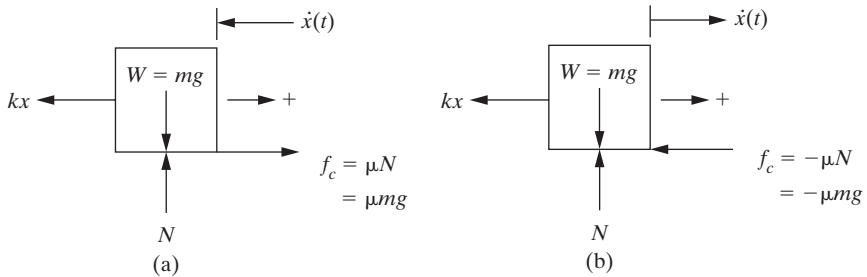 ẋ(t)
W = mg
kx
+
f_c = μN
= μmg
N
(a)
ẋ(t)
W = mg
kx
+
f_c = −μN
= −μmg
N
(b)